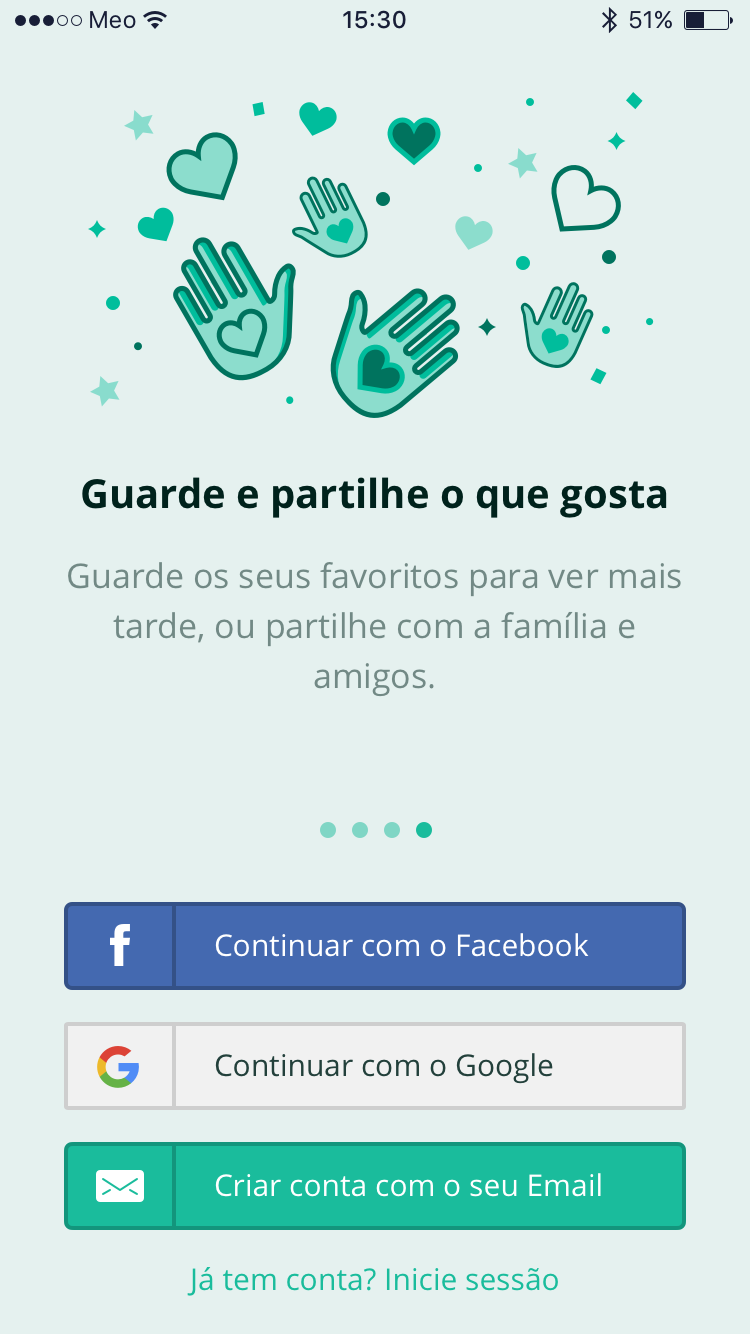 Meo 15:30 51%
Guarde e partilhe o que gosta
Guarde os seus favoritos para ver mais
tarde, ou partilhe com a família e
amigos.
Continuar com o Facebook
Continuar com o Google
Criar conta com o seu Email
Já tem conta? Inicie sessão